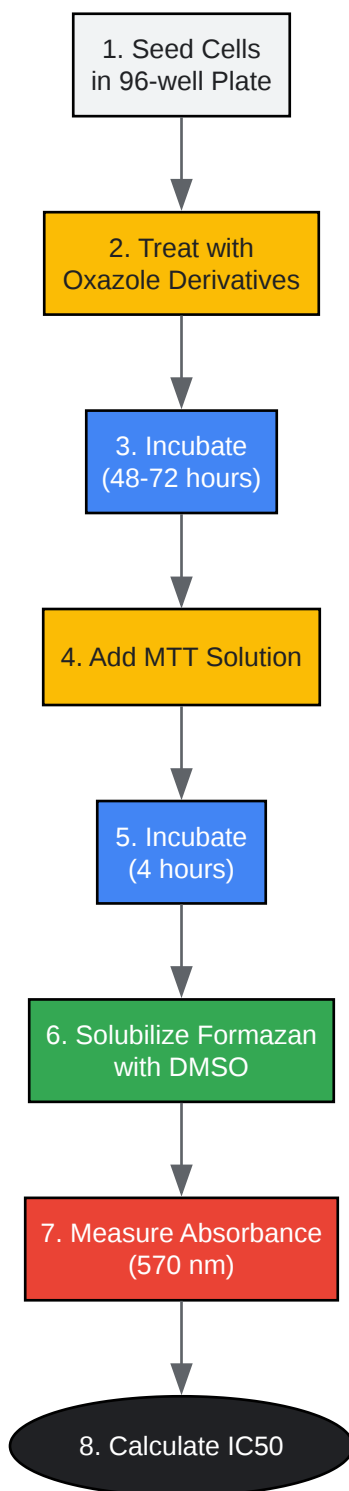 1. Seed Cells
in 96-well Plate
2. Treat with
Oxazole Derivatives
3. Incubate
(48-72 hours)
4. Add MTT Solution
5. Incubate
(4 hours)
6. Solubilize Formazan
with DMSO
7. Measure Absorbance
(570 nm)
8. Calculate IC50